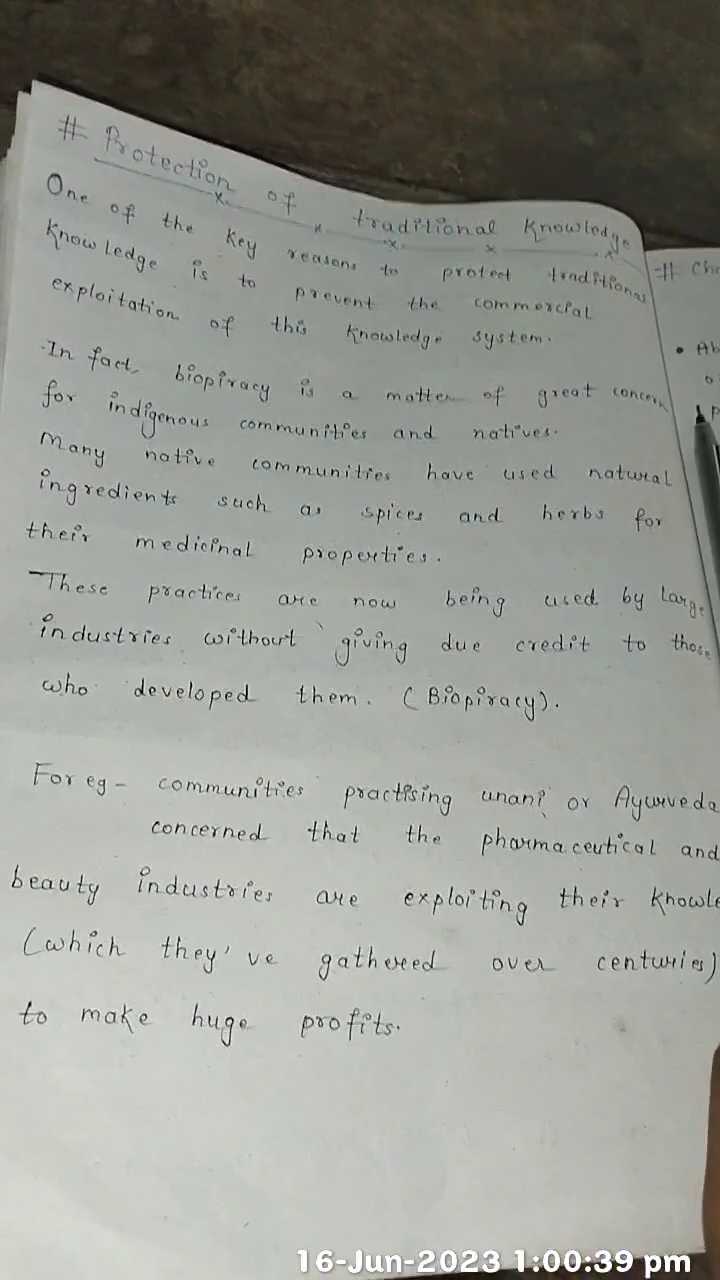 # Protection of traditional Knowledge
One of the key reasons to protect traditional
Knowledge is to prevent the commercial
exploitation of this Knowledge system.
In fact, biopiracy is a matter of great concern
for indigenous communities and natives.
Many native communities have used natural
ingredients such as spices and herbs for
their medicinal properties.
These practices are now being used by large
industries without giving due credit to those
who developed them. (Biopiracy).
For eg - communities practising unani or Ayurveda
concerned that the pharmaceutical and
beauty industries are exploiting their Knowle
(which they've gathered over centuries)
to make huge profits.
# Ch
• Ab
16-Jun-2023 1:00:39 pm